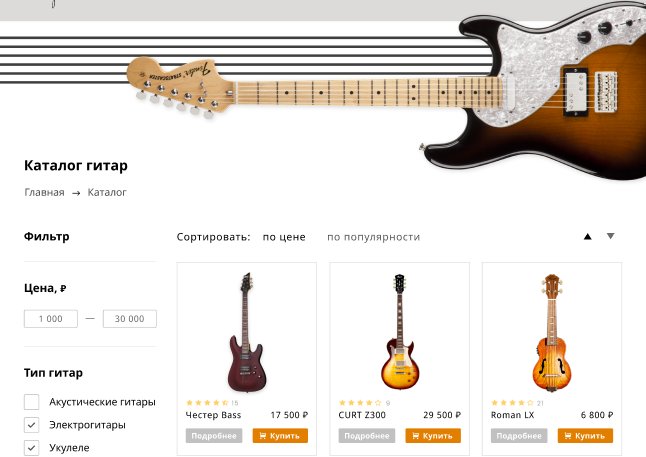 Fender STRATOCASTER
Каталог гитар
Главная → Каталог
Фильтр
Сортировать: по цене по популярности
Цена, ₽
1 000 — 30 000
Тип гитар
Акустические гитары
Электрогитары
Укулеле
15
Честер Bass 17 500 ₽
Подробнее Купить
9
CURT Z300 29 500 ₽
Подробнее Купить
21
Roman LX 6 800 ₽
Подробнее Купить